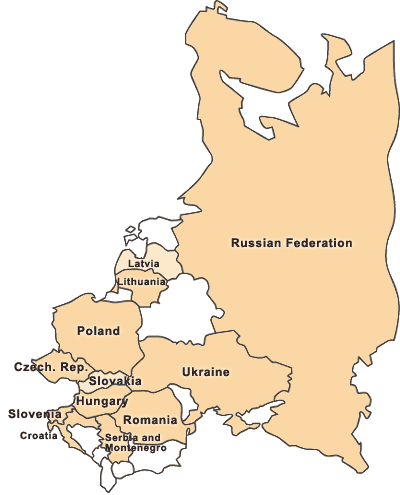 Russian Federation
Latvia
Lithuania
Poland
Czech. Rep.
Ukraine
Slovakia
Hungary
Slovenia
Romania
Croatia
Serbia and
Montenegro